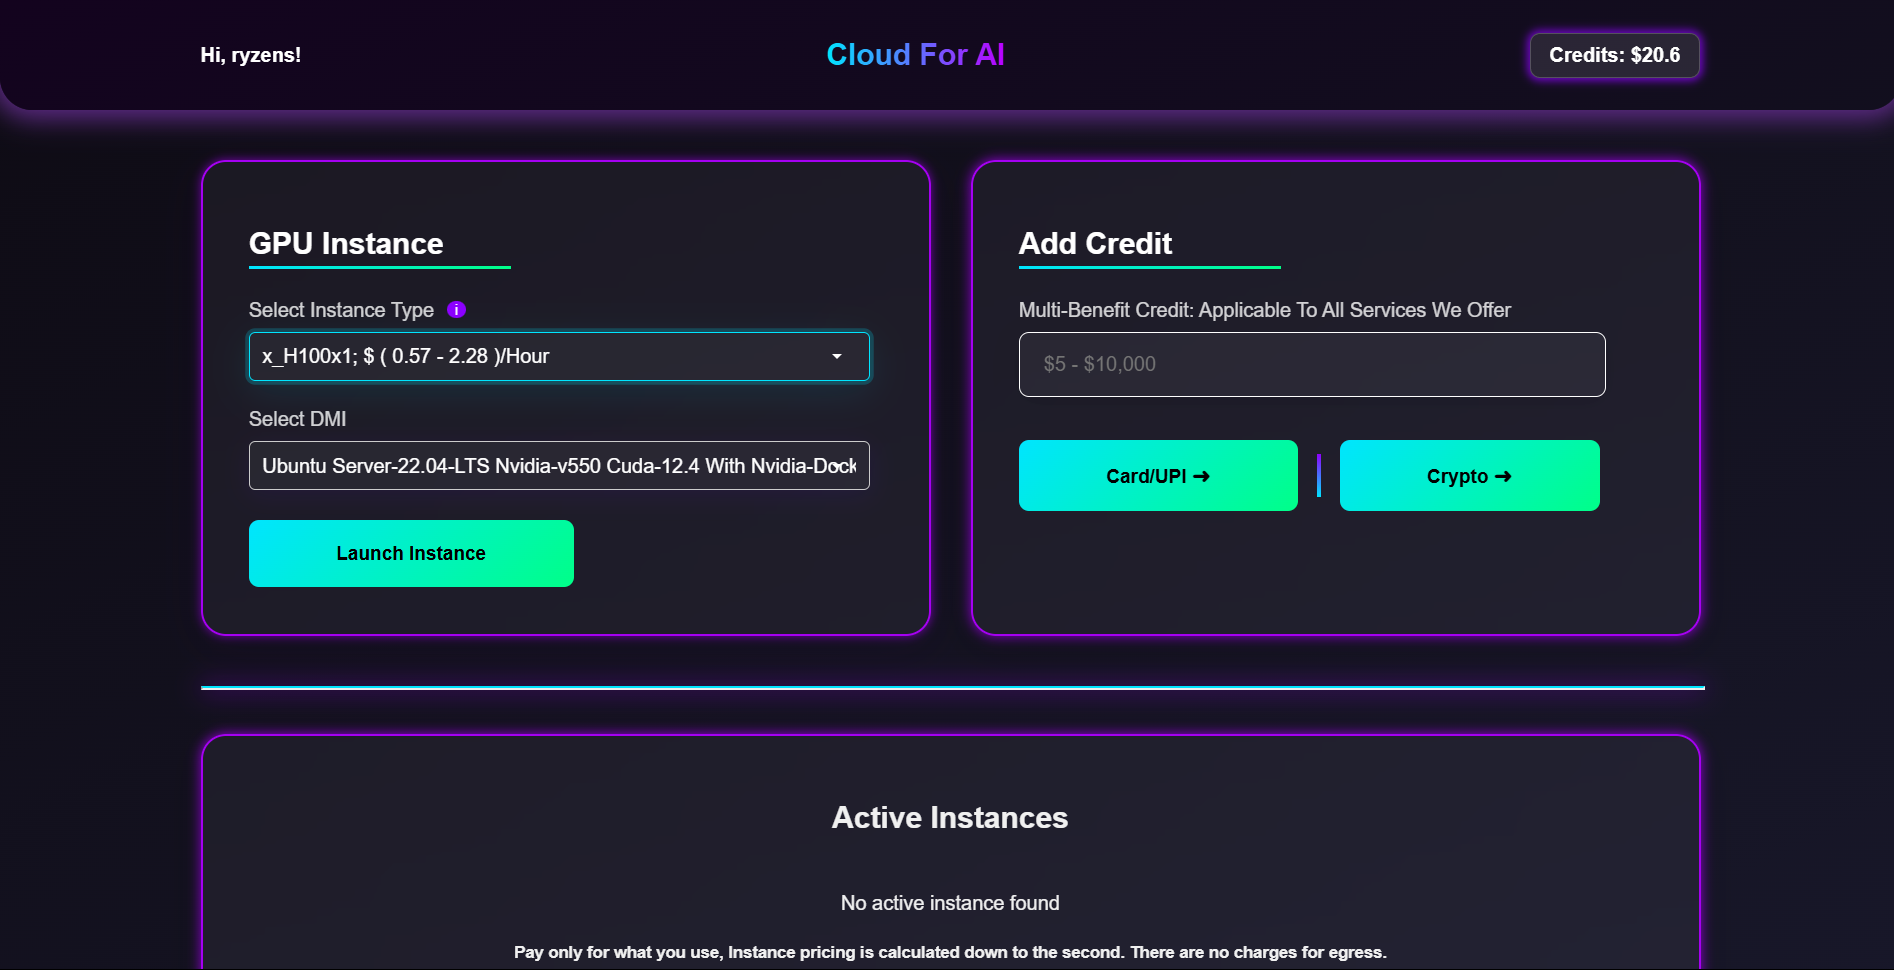 Hi, ryzens!
Cloud For AI
Credits: $20.6
GPU Instance
Select Instance Type i
x_H100x1; $ ( 0.57 - 2.28 )/Hour
Select DMI
Ubuntu Server-22.04-LTS Nvidia-v550 Cuda-12.4 With Nvidia-Dock
Launch Instance
Add Credit
Multi-Benefit Credit: Applicable To All Services We Offer
$5 - $10,000
Card/UPI ➜
Crypto ➜
Active Instances
No active instance found
Pay only for what you use, Instance pricing is calculated down to the second. There are no charges for egress.